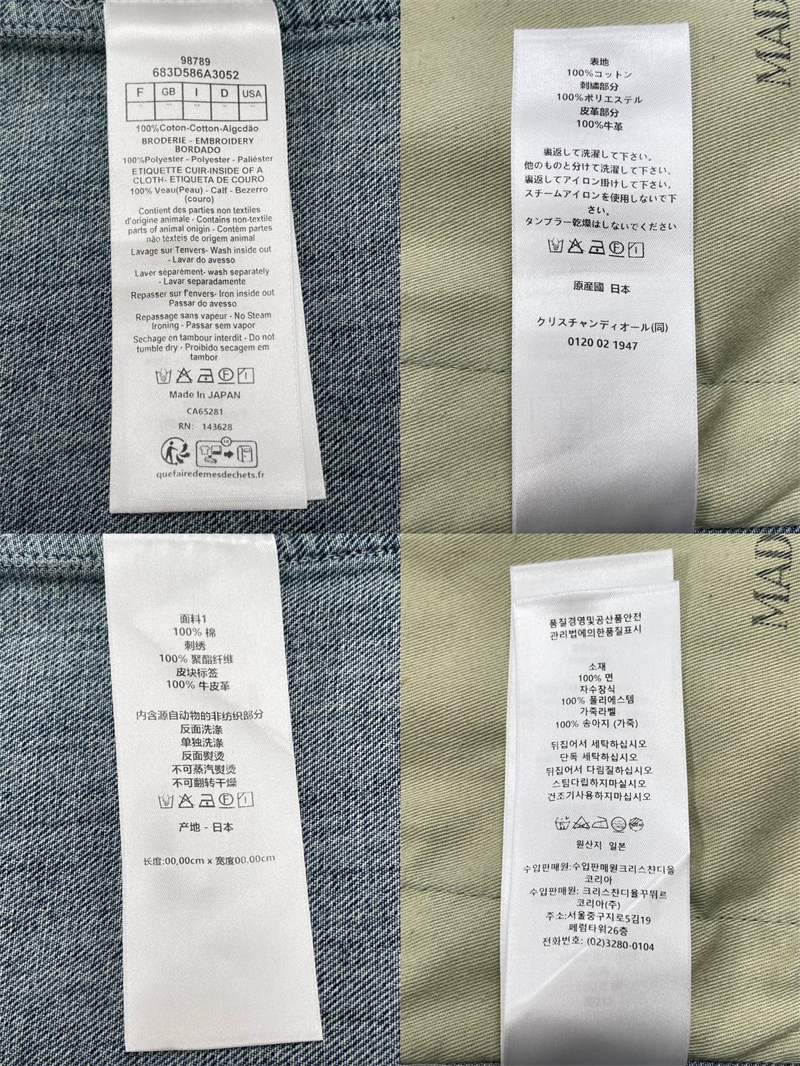 98789
683D586A3052
F GB I D USA
100%Coton-Cotton-Algcdão
BRODERIE - EMBROIDERY
BORDADO
100%Polyester - Polyester - Paliéster
ETIQUETTE CUIR-INSIDE OF A
CLOTH- ETIQUETA DE COURO
100% Veau(Peau) - Calf - Bezerro
(couro)
Contient des parties non textiles
d'origine animale - Contains non-textile
parts of animal onigin - Contém partes
não têxteis de origem animal
Lavage sur Tenvers- Wash inside out
- Lavar do avesso
Laver séparément- wash separately
- Lavar separadamente
Repasser sur f'envers- Iron inside out
Passar do avesso
Repassage sans vapeur - No Steam
Ironing - Passar sem vapor
Sechage en tambour interdit - Do not
tumble dry - Proibido secagem em
tambor
Made In JAPAN
CA65281
RN: 143628
FR
quefairedemesdechets.fr
MAD
表地
100%コットン
刺繍部分
100%ポリエステル
皮革部分
100%牛革
裏返して洗濯して下さい。
他のものと分けて洗濯して下さい。
裏返してアイロン掛けして下さい。
スチームアイロンを使用しないで下
さい。
タンブラー乾燥はしないでください
原産國 日本
クリスチャンディオール(同)
0120 02 1947
面料1
100% 棉
刺绣
100% 聚酯纤维
皮块标签
100% 牛皮革
内含源自动物的非纺织部分
反面洗涤
单独洗涤
反面熨烫
不可蒸汽熨烫
不可翻转干燥
产地 - 日本
长度:00,00cm x 宽度00.00cm
MAD
품질경영및공산품안전
관리법에의한품질표시
소재
100% 면
자수장식
100% 폴리에스템
가죽라벨
100% 송아지 (가죽)
뒤집어서 세탁하십시오
단독 세탁하십시오
뒤집어서 다림질하십시오
스팀다립하지마실시오
건조기사용하지마십시오
원산지 일본
수입판매원:수입판매원크리스챤디올
코리아
수입판매원: 크리스챤디율꾸뛰르
코리아(주)
주소:서울중구지로5길19
페럼타워26층
전화번호: (02)3280-0104